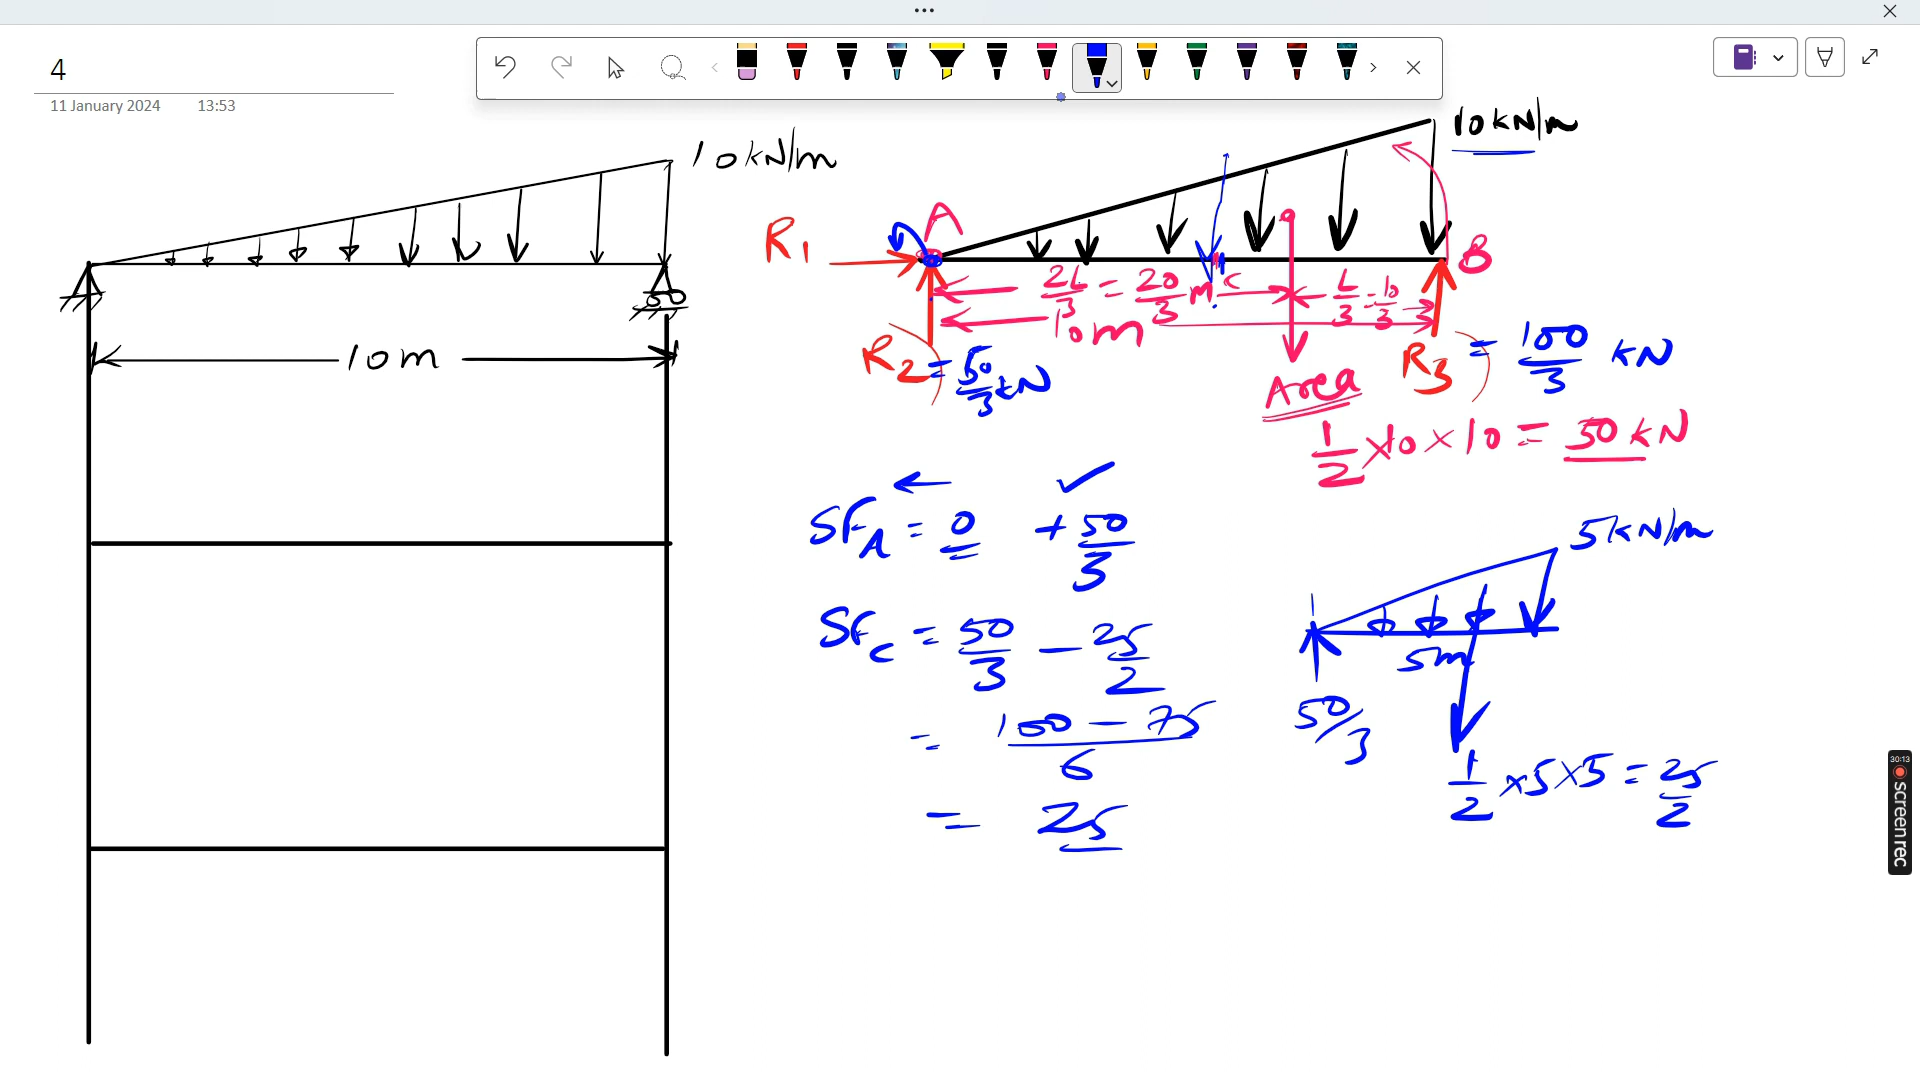 4
11 January 2024 13:53
10kN/m
10m
10kN/m
R1
A
B
2L/3 = 20/3 m
C
L/3 = 10/3
10m
R2 = 50/3 kN
R3 = 100/3 kN
Area
1/2 × 10 × 10 = 50 kN
SFA = 0 + 50/3
SFC = 50/3 - 25/2
= 100 - 75 / 6
= 25
5kN/m
5m
50/3
1/2 × 5 × 5 = 25/2
30:13
screenrec